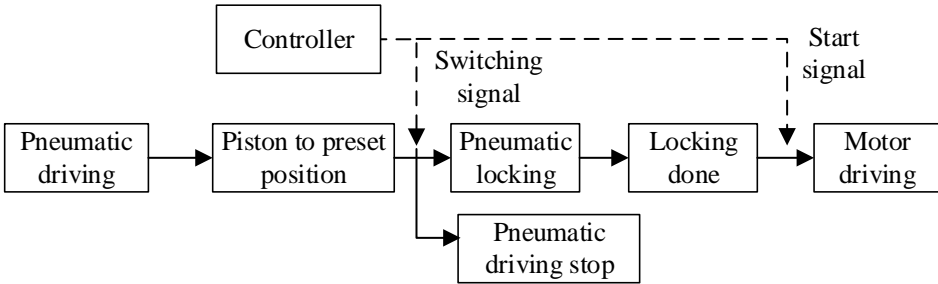 Controller
Start
signal
Switching
signal
Pneumatic
driving
Piston to preset
position
Pneumatic
locking
Locking
done
Motor
driving
Pneumatic
driving stop